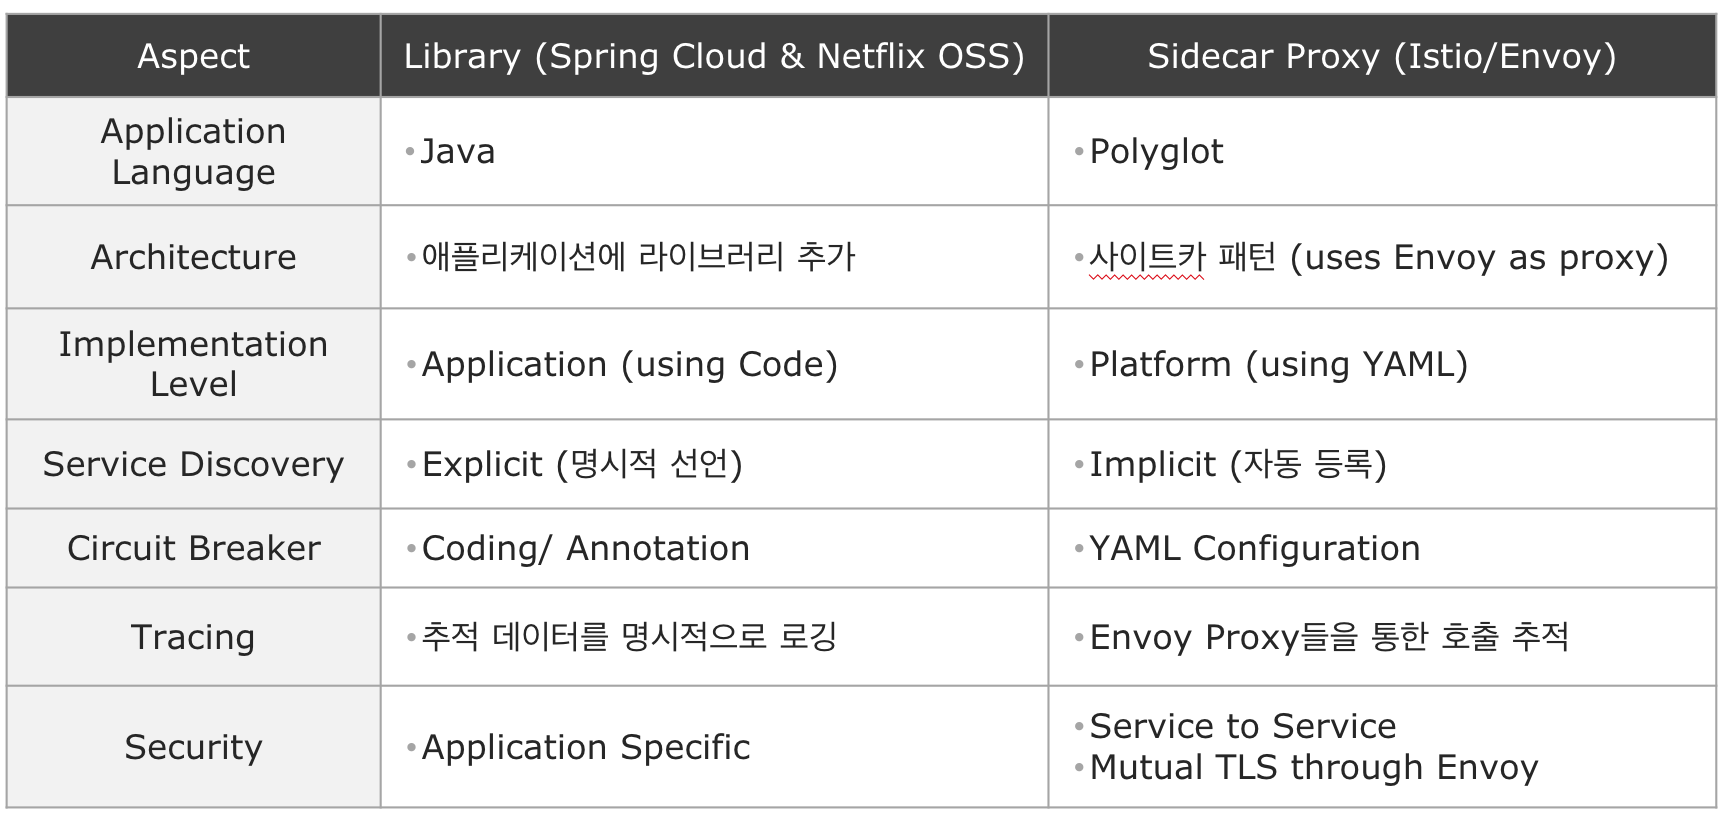 Aspect
Library (Spring Cloud & Netflix OSS)
Sidecar Proxy (Istio/Envoy)
Application
Language
•Java
•Polyglot
Architecture
•애플리케이션에 라이브러리 추가
•사이트카 패턴 (uses Envoy as proxy)
Implementation
Level
•Application (using Code)
•Platform (using YAML)
Service Discovery
•Explicit (명시적 선언)
•Implicit (자동 등록)
Circuit Breaker
•Coding/ Annotation
•YAML Configuration
Tracing
•추적 데이터를 명시적으로 로깅
•Envoy Proxy들을 통한 호출 추적
Security
•Application Specific
•Service to Service
•Mutual TLS through Envoy